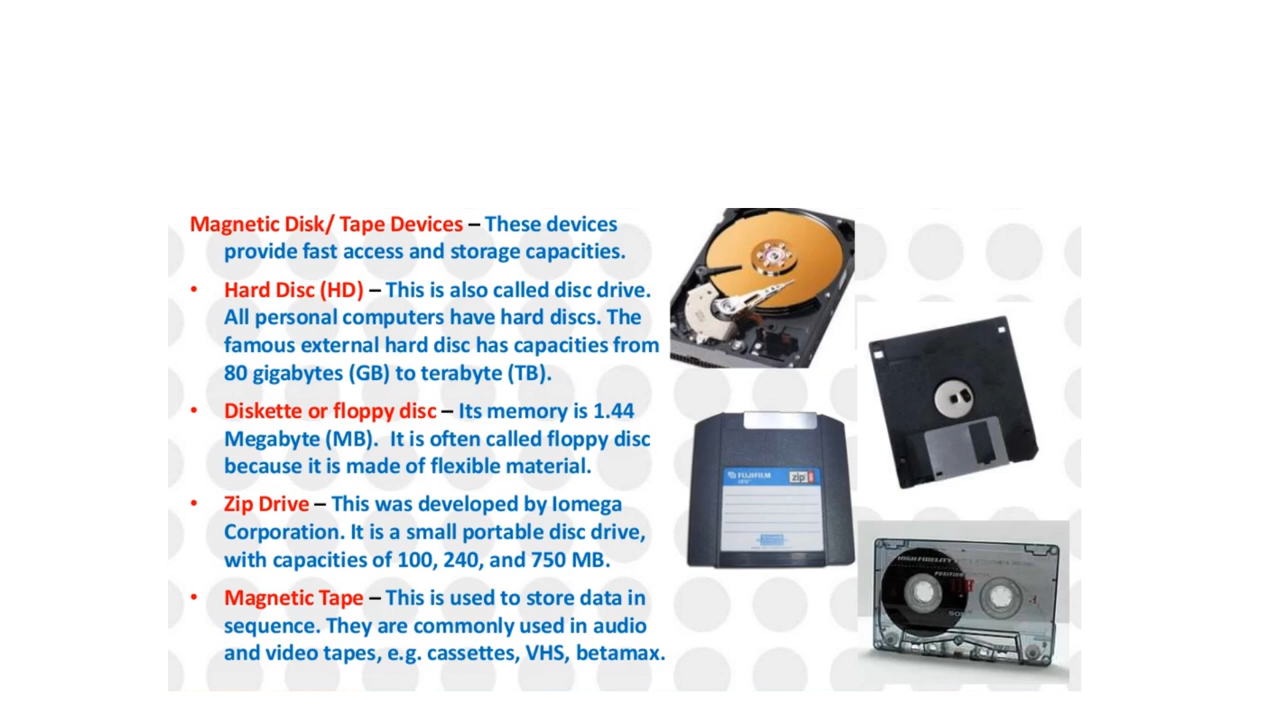 Magnetic Disk/ Tape Devices – These devices
provide fast access and storage capacities.
• Hard Disc (HD) – This is also called disc drive.
All personal computers have hard discs. The
famous external hard disc has capacities from
80 gigabytes (GB) to terabyte (TB).
• Diskette or floppy disc – Its memory is 1.44
Megabyte (MB). It is often called floppy disc
because it is made of flexible material.
• Zip Drive – This was developed by Iomega
Corporation. It is a small portable disc drive,
with capacities of 100, 240, and 750 MB.
• Magnetic Tape – This is used to store data in
sequence. They are commonly used in audio
and video tapes, e.g. cassettes, VHS, betamax.
FUJIFILM
zip
HIGH FIDELITY
POSITION
SONY